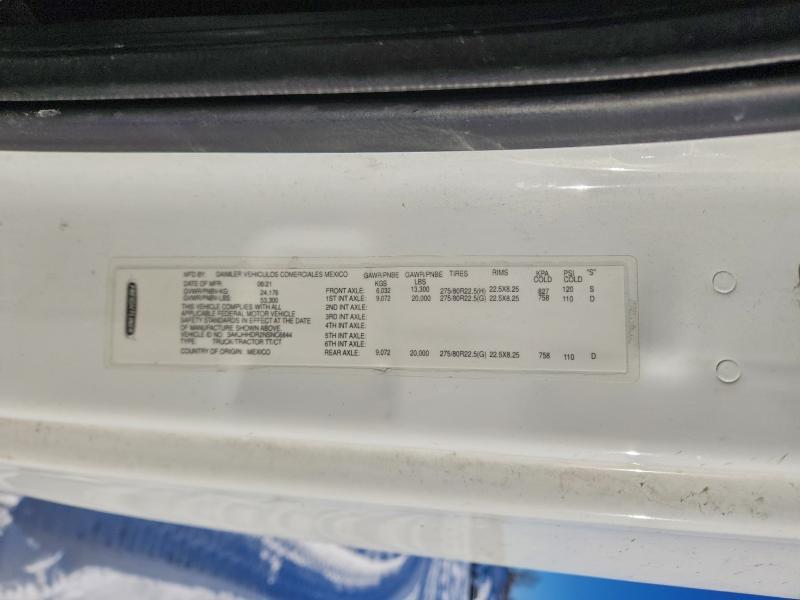 FREIGHTLINER
MFD BY: DAIMLER VEHICULOS COMERCIALES MEXICO
DATE OF MFR: 06/21
GVWR/PNBV-KG: 24,176
GVWR/PNBV-LBS: 53,300
THIS VEHICLE COMPLIES WITH ALL
APPLICABLE FEDERAL MOTOR VEHICLE
SAFETY STANDARDS IN EFFECT AT THE DATE
OF MANUFACTURE SHOWN ABOVE.
VEHICLE ID NO.: 3AKJHHDR2NSNC6844
TYPE: TRUCK/TRACTOR TT/CT
COUNTRY OF ORIGIN: MEXICO
GAWR/PNBE KGS GAWR/PNBE LBS TIRES RIMS KPA COLD PSI COLD "S"
FRONT AXLE: 6,032 13,300 275/80R22.5(H) 22.5X8.25 827 120 S
1ST INT AXLE: 9,072 20,000 275/80R22.5(G) 22.5X8.25 758 110 D
2ND INT AXLE:
3RD INT AXLE:
4TH INT AXLE:
5TH INT AXLE:
6TH INT AXLE:
REAR AXLE: 9,072 20,000 275/80R22.5(G) 22.5X8.25 758 110 D